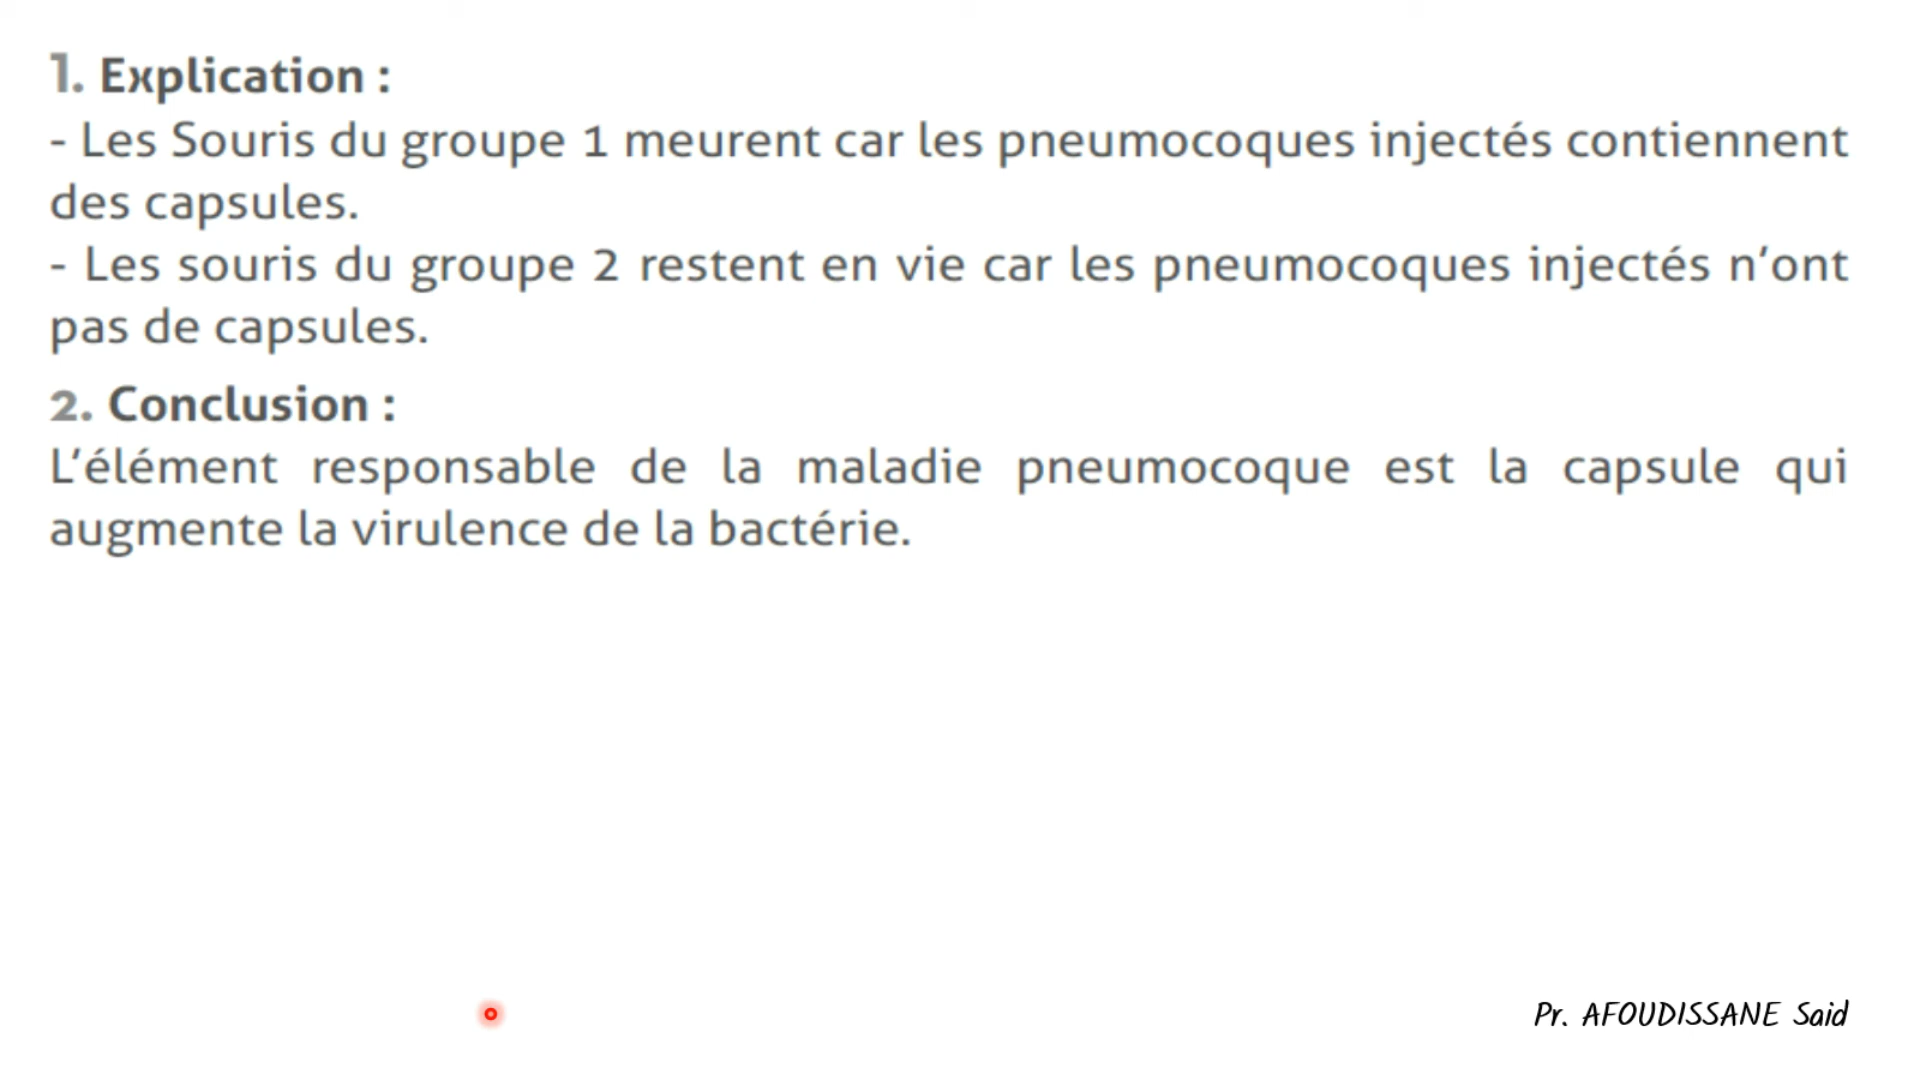 1. Explication :
- Les Souris du groupe 1 meurent car les pneumocoques injectés contiennent
des capsules.
- Les souris du groupe 2 restent en vie car les pneumocoques injectés n’ont
pas de capsules.
2. Conclusion :
L’élément responsable de la maladie pneumocoque est la capsule qui
augmente la virulence de la bactérie.
Pr. AFOUDISSANE Said